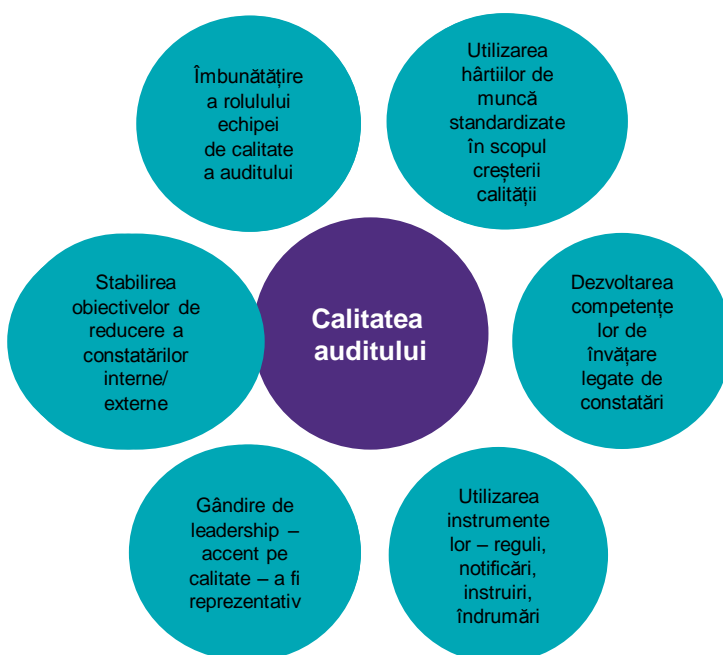 Îmbunătățire
a rolulului
echipei
de calitate
a auditului
Utilizarea
hârtiilor de
muncă
standardizate
în scopul
creșterii
calității
Stabilirea
obiectivelor de
reducere a
constatărilor
interne/
externe
Calitatea
auditului
Dezvoltarea
competențe
lor de
învățare
legate de
constatări
Gândire de
leadership –
accent pe
calitate – a fi
reprezentativ
Utilizarea
instrumente
lor – reguli,
notificări,
instruiri,
îndrumări